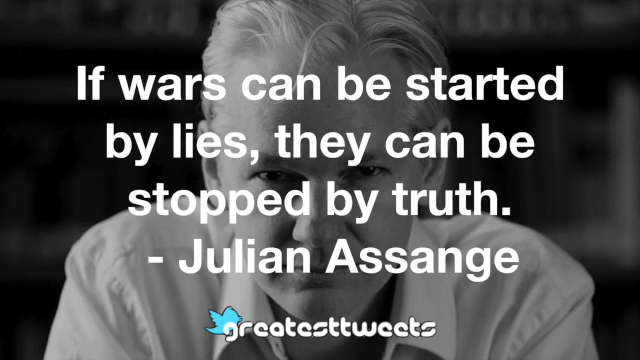 If wars can be started
by lies, they can be
stopped by truth.
- Julian Assange
greatesttweets